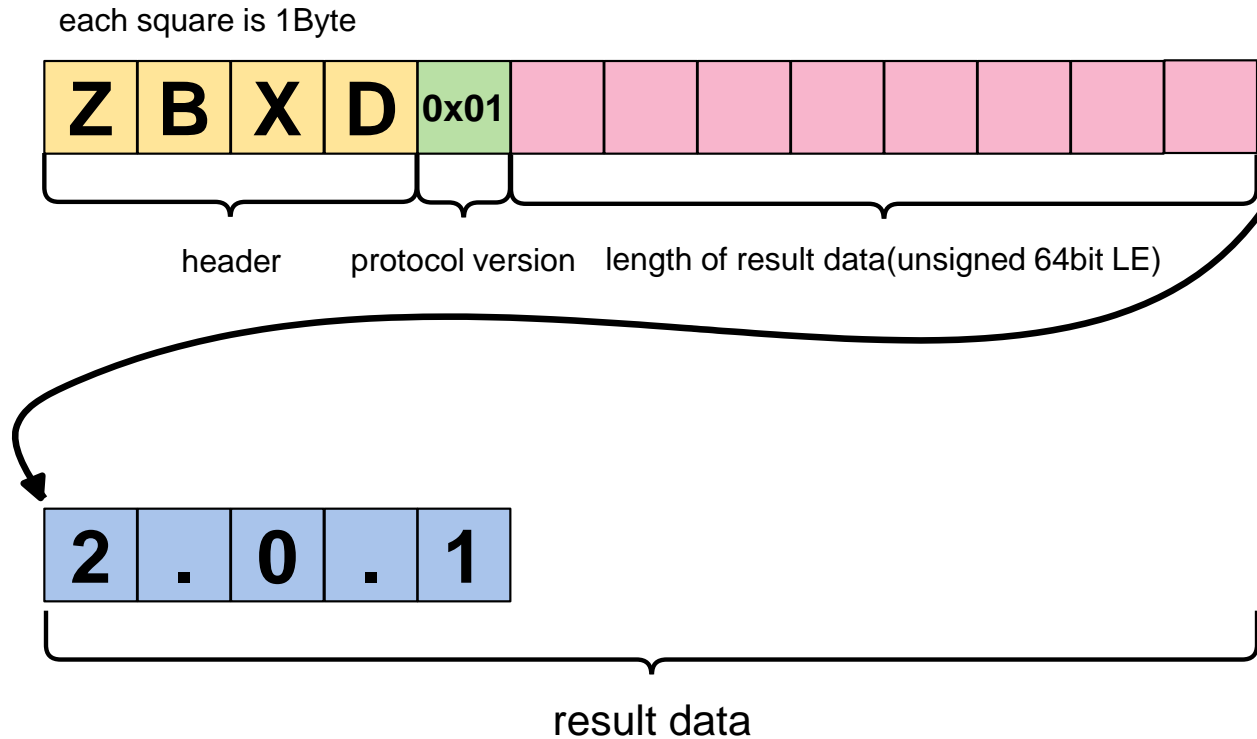 each square is 1Byte
Z B X D 0x01
header protocol version length of result data(unsigned 64bit LE)
2 . 0 . 1
result data